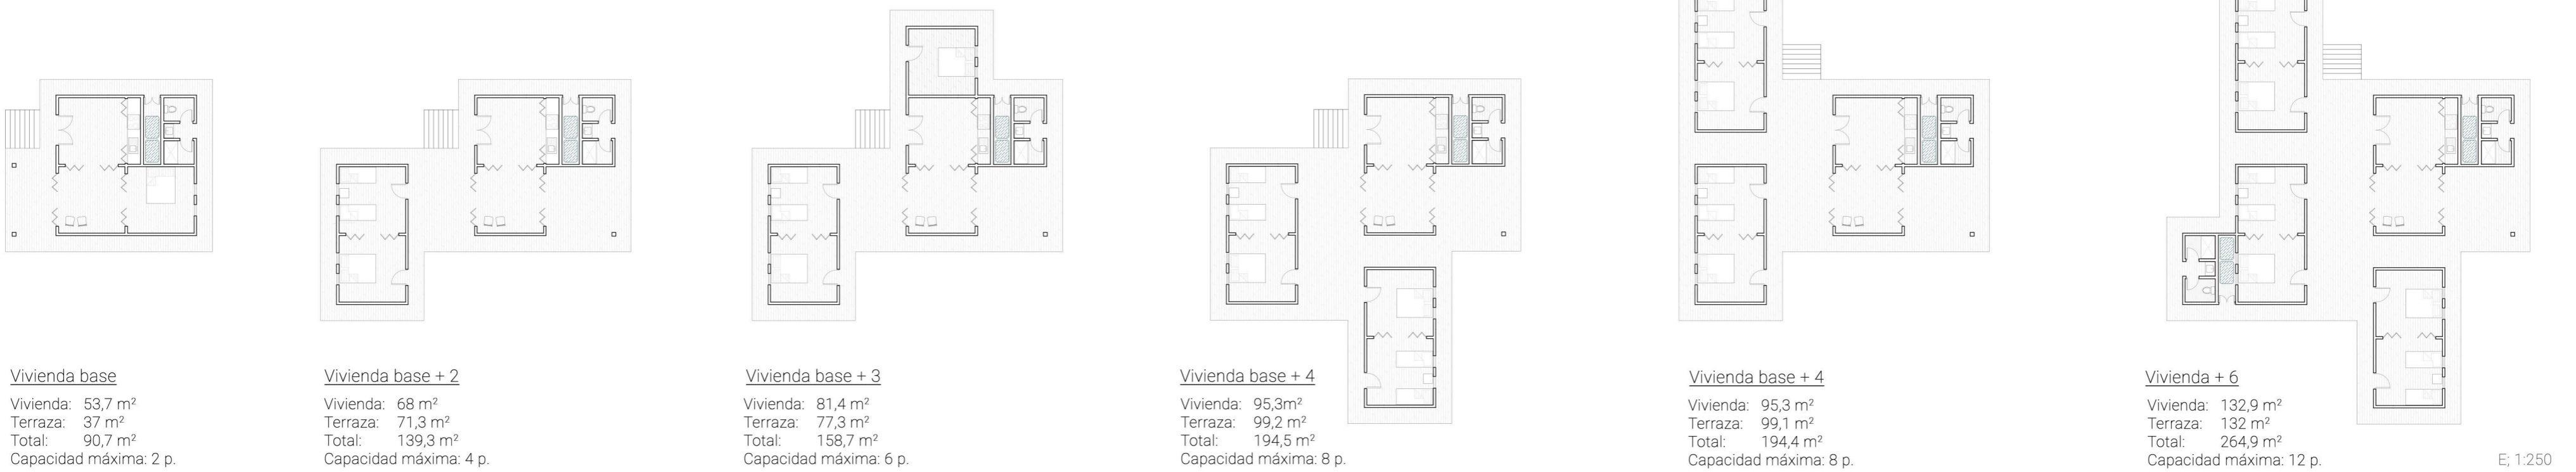 Vivienda base
Vivienda: 53,7 m²
Terraza: 37 m²
Total: 90,7 m²
Capacidad máxima: 2 p.
Vivienda base + 2
Vivienda: 68 m²
Terraza: 71,3 m²
Total: 139,3 m²
Capacidad máxima: 4 p.
Vivienda base + 3
Vivienda: 81,4 m²
Terraza: 77,3 m²
Total: 158,7 m²
Capacidad máxima: 6 p.
Vivienda base + 4
Vivienda: 95,3m²
Terraza: 99,2 m²
Total: 194,5 m²
Capacidad máxima: 8 p.
Vivienda base + 4
Vivienda: 95,3 m²
Terraza: 99,1 m²
Total: 194,4 m²
Capacidad máxima: 8 p.
Vivienda + 6
Vivienda: 132,9 m²
Terraza: 132 m²
Total: 264,9 m²
Capacidad máxima: 12 p.
E; 1:250